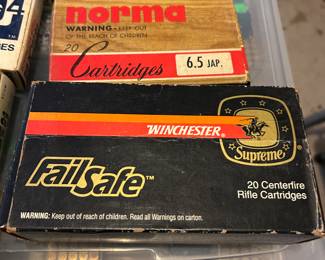 norma
WARNING-KEEP OUT
OF THE REACH OF CHILDREN
20
Cartridges
6.5 JAP.
WINCHESTER®
Supreme®
FailSafe™
20 Centerfire
Rifle Cartridges
WARNING: Keep out of reach of children. Read all Warnings on carton.